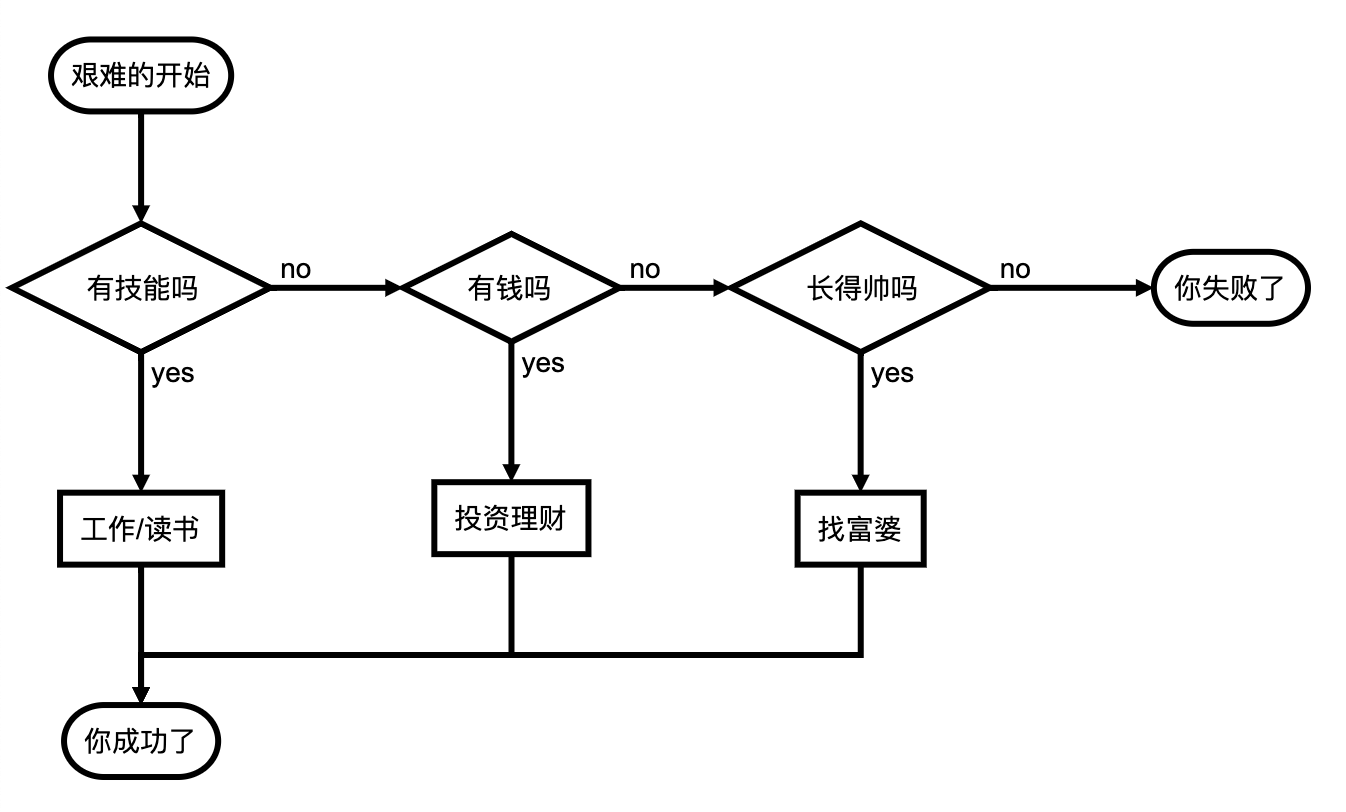 艰难的开始
有技能吗
no
有钱吗
no
长得帅吗
no
你失败了
yes
yes
yes
工作/读书
投资理财
找富婆
你成功了